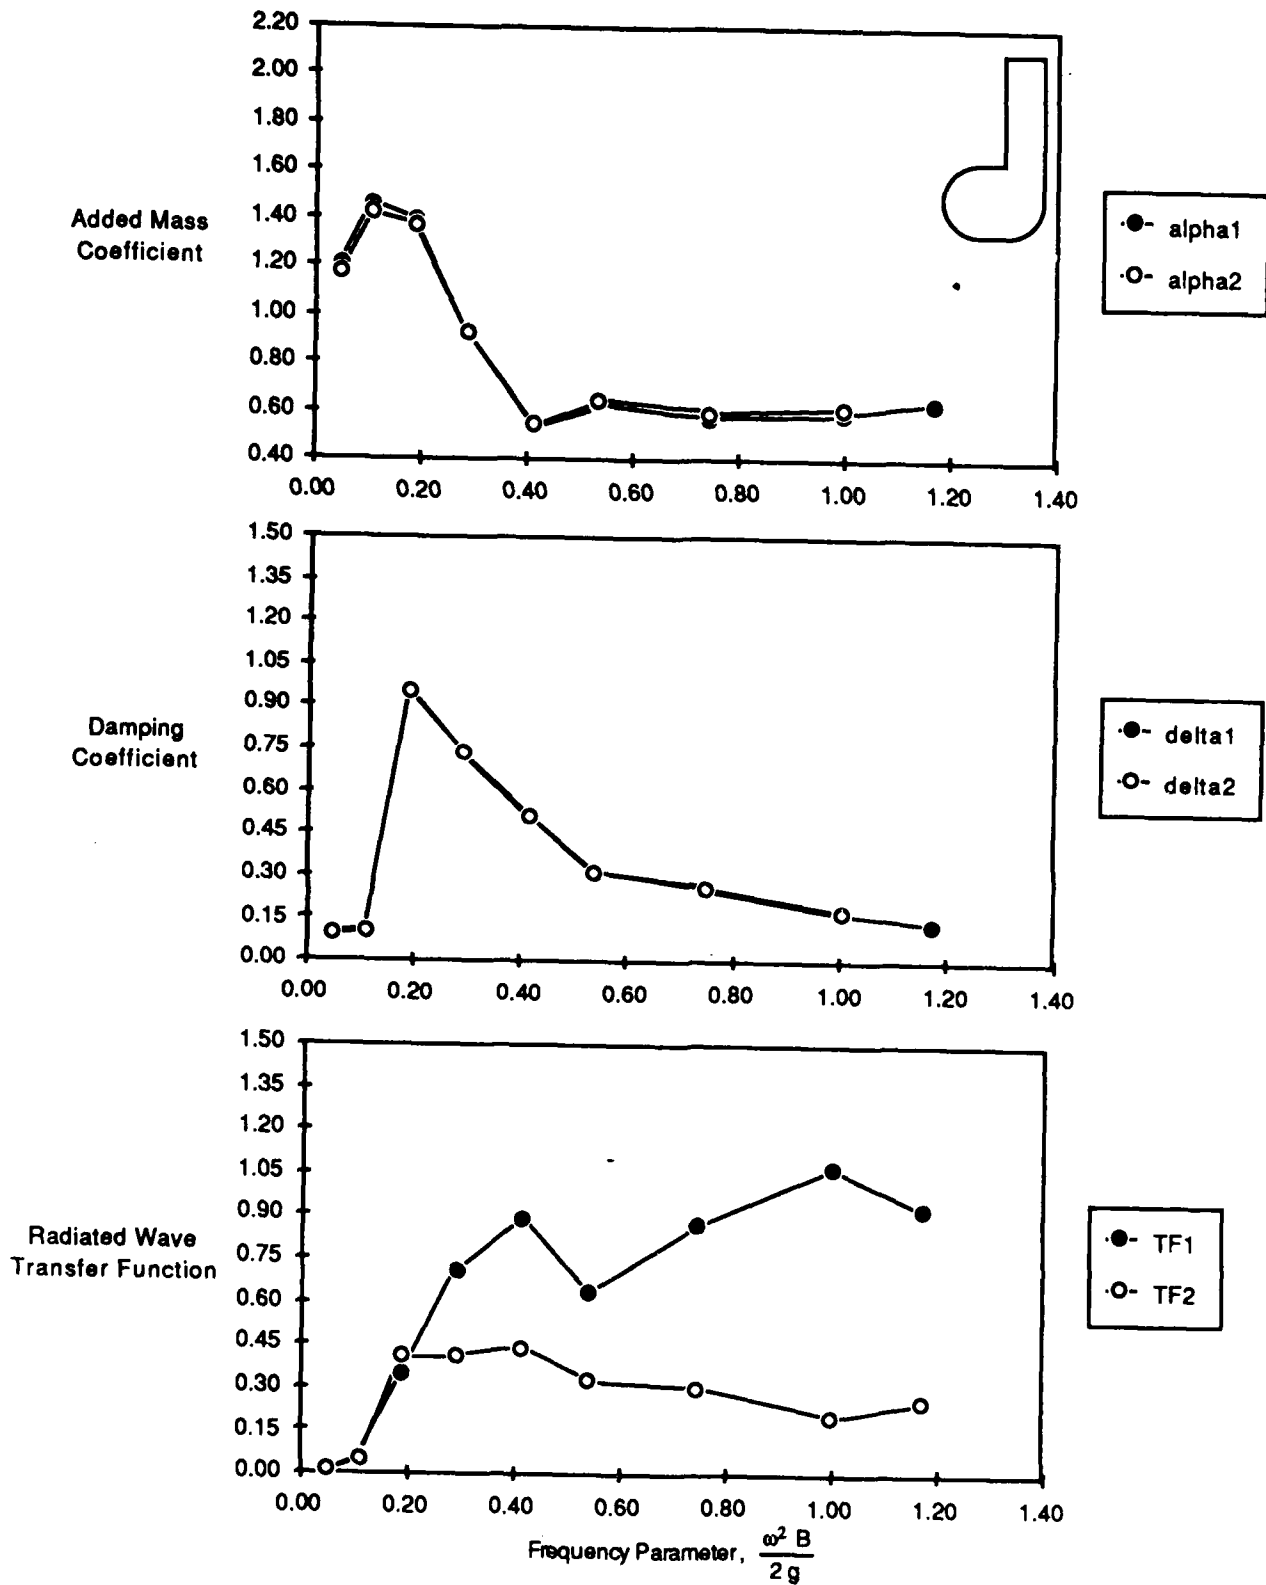 2.20
2.00
1.80
1.60
1.40
1.20
1.00
0.80
0.60
0.40
Added Mass
Coefficient
0.00 0.20 0.40 0.60 0.80 1.00 1.20 1.40
alpha1
alpha2
1.50
1.35
1.20
1.05
0.90
0.75
0.60
0.45
0.30
0.15
0.00
Damping
Coefficient
0.00 0.20 0.40 0.60 0.80 1.00 1.20 1.40
delta1
delta2
1.50
1.35
1.20
1.05
0.90
0.75
0.60
0.45
0.30
0.15
0.00
Radiated Wave
Transfer Function
0.00 0.20 0.40 0.60 0.80 1.00 1.20 1.40
TF1
TF2
Frequency Parameter, ω² B
2 g